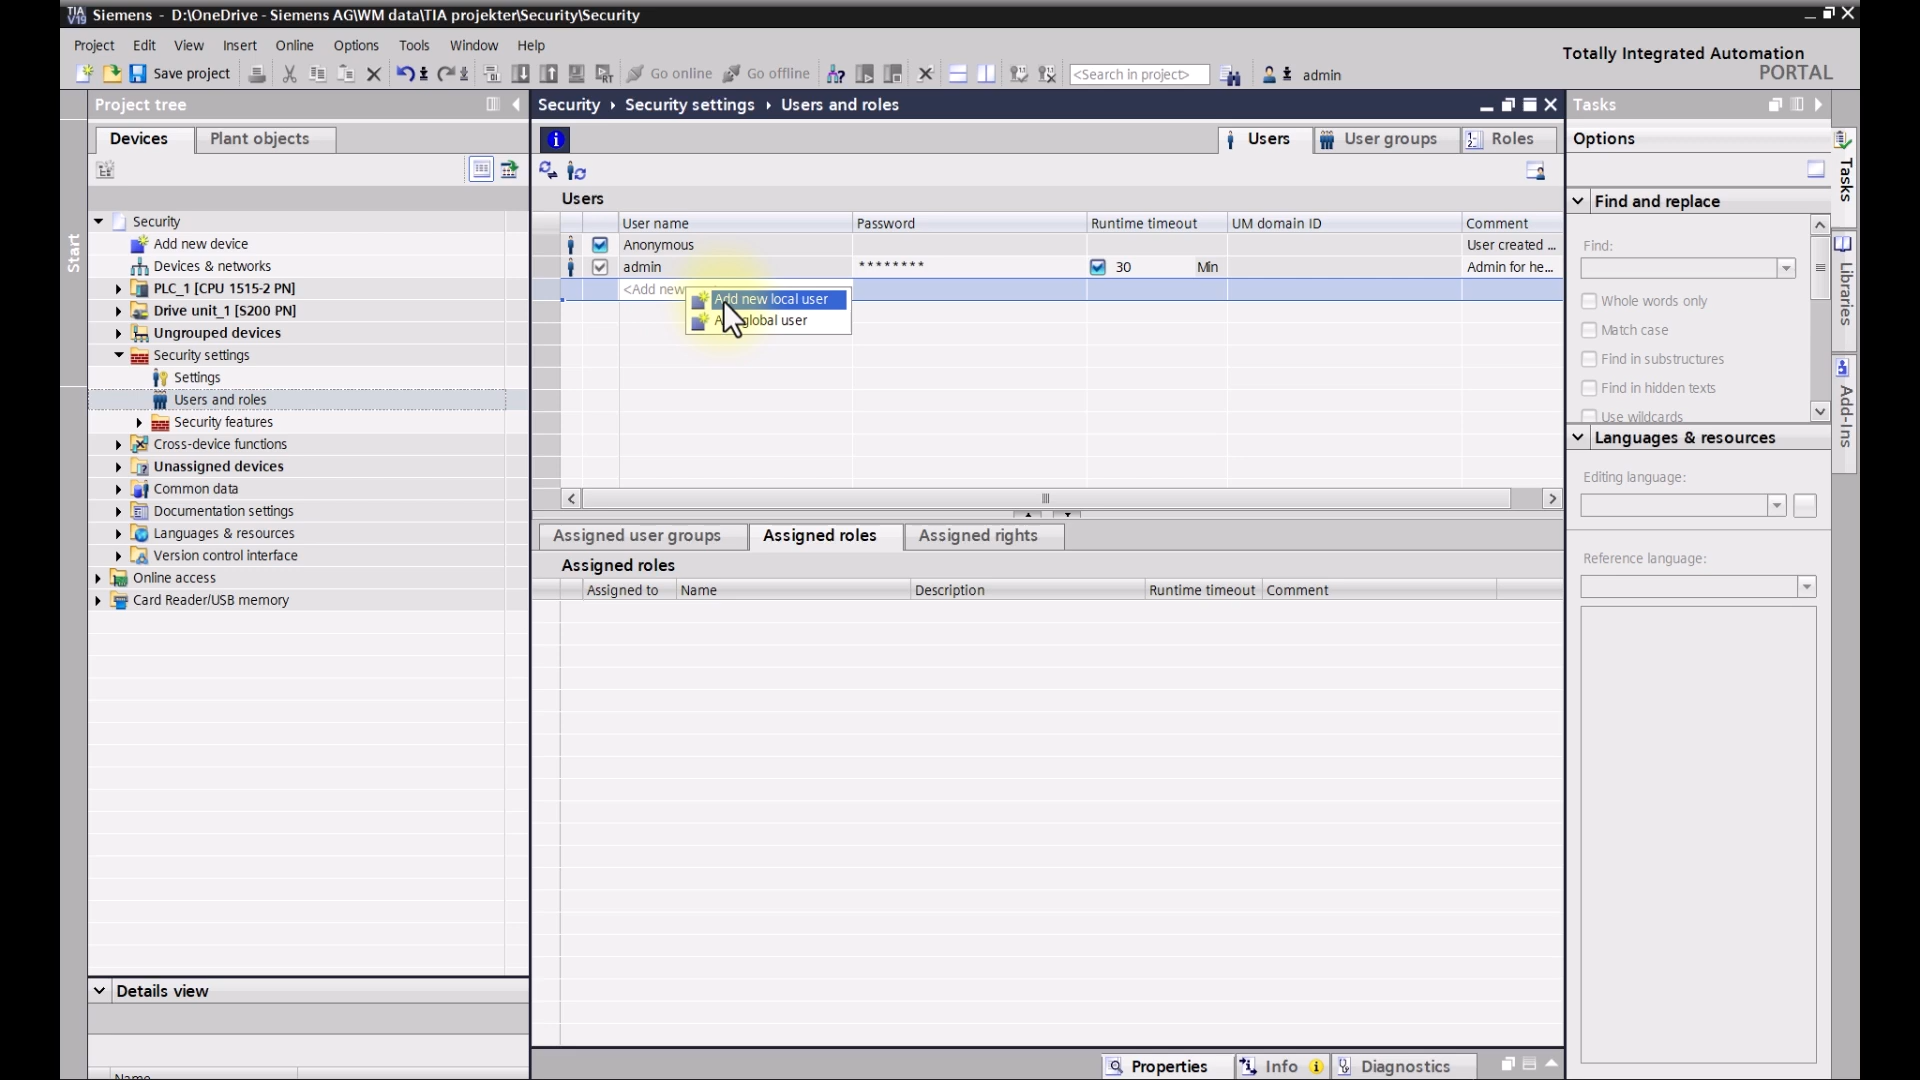 TIA V19 Siemens - D:\OneDrive - Siemens AG\WM data\TIA projekter\Security\Security
Project Edit View Insert Online Options Tools Window Help
Totally Integrated Automation
PORTAL
Save project Go online Go offline <Search in project> admin
Project tree
Security Security settings Users and roles
Tasks
Devices Plant objects
Users User groups Roles
Options
Start
Tasks
Libraries
Add-Ins
Security
Add new device
Devices & networks
PLC_1 [CPU 1515-2 PN]
Drive unit_1 [S200 PN]
Ungrouped devices
Security settings
Settings
Users and roles
Security features
Cross-device functions
Unassigned devices
Common data
Documentation settings
Languages & resources
Version control interface
Online access
Card Reader/USB memory
Details view
Name
Users
User name Password Runtime timeout UM domain ID Comment
Anonymous User created ...
admin ******** 30 Min Admin for he...
<Add new
Add new local user
global user
Assigned user groups Assigned roles Assigned rights
Assigned roles
Assigned to Name Description Runtime timeout Comment
Find and replace
Find:
Whole words only
Match case
Find in substructures
Find in hidden texts
Use wildcards
Languages & resources
Editing language:
Reference language:
Properties Info Diagnostics